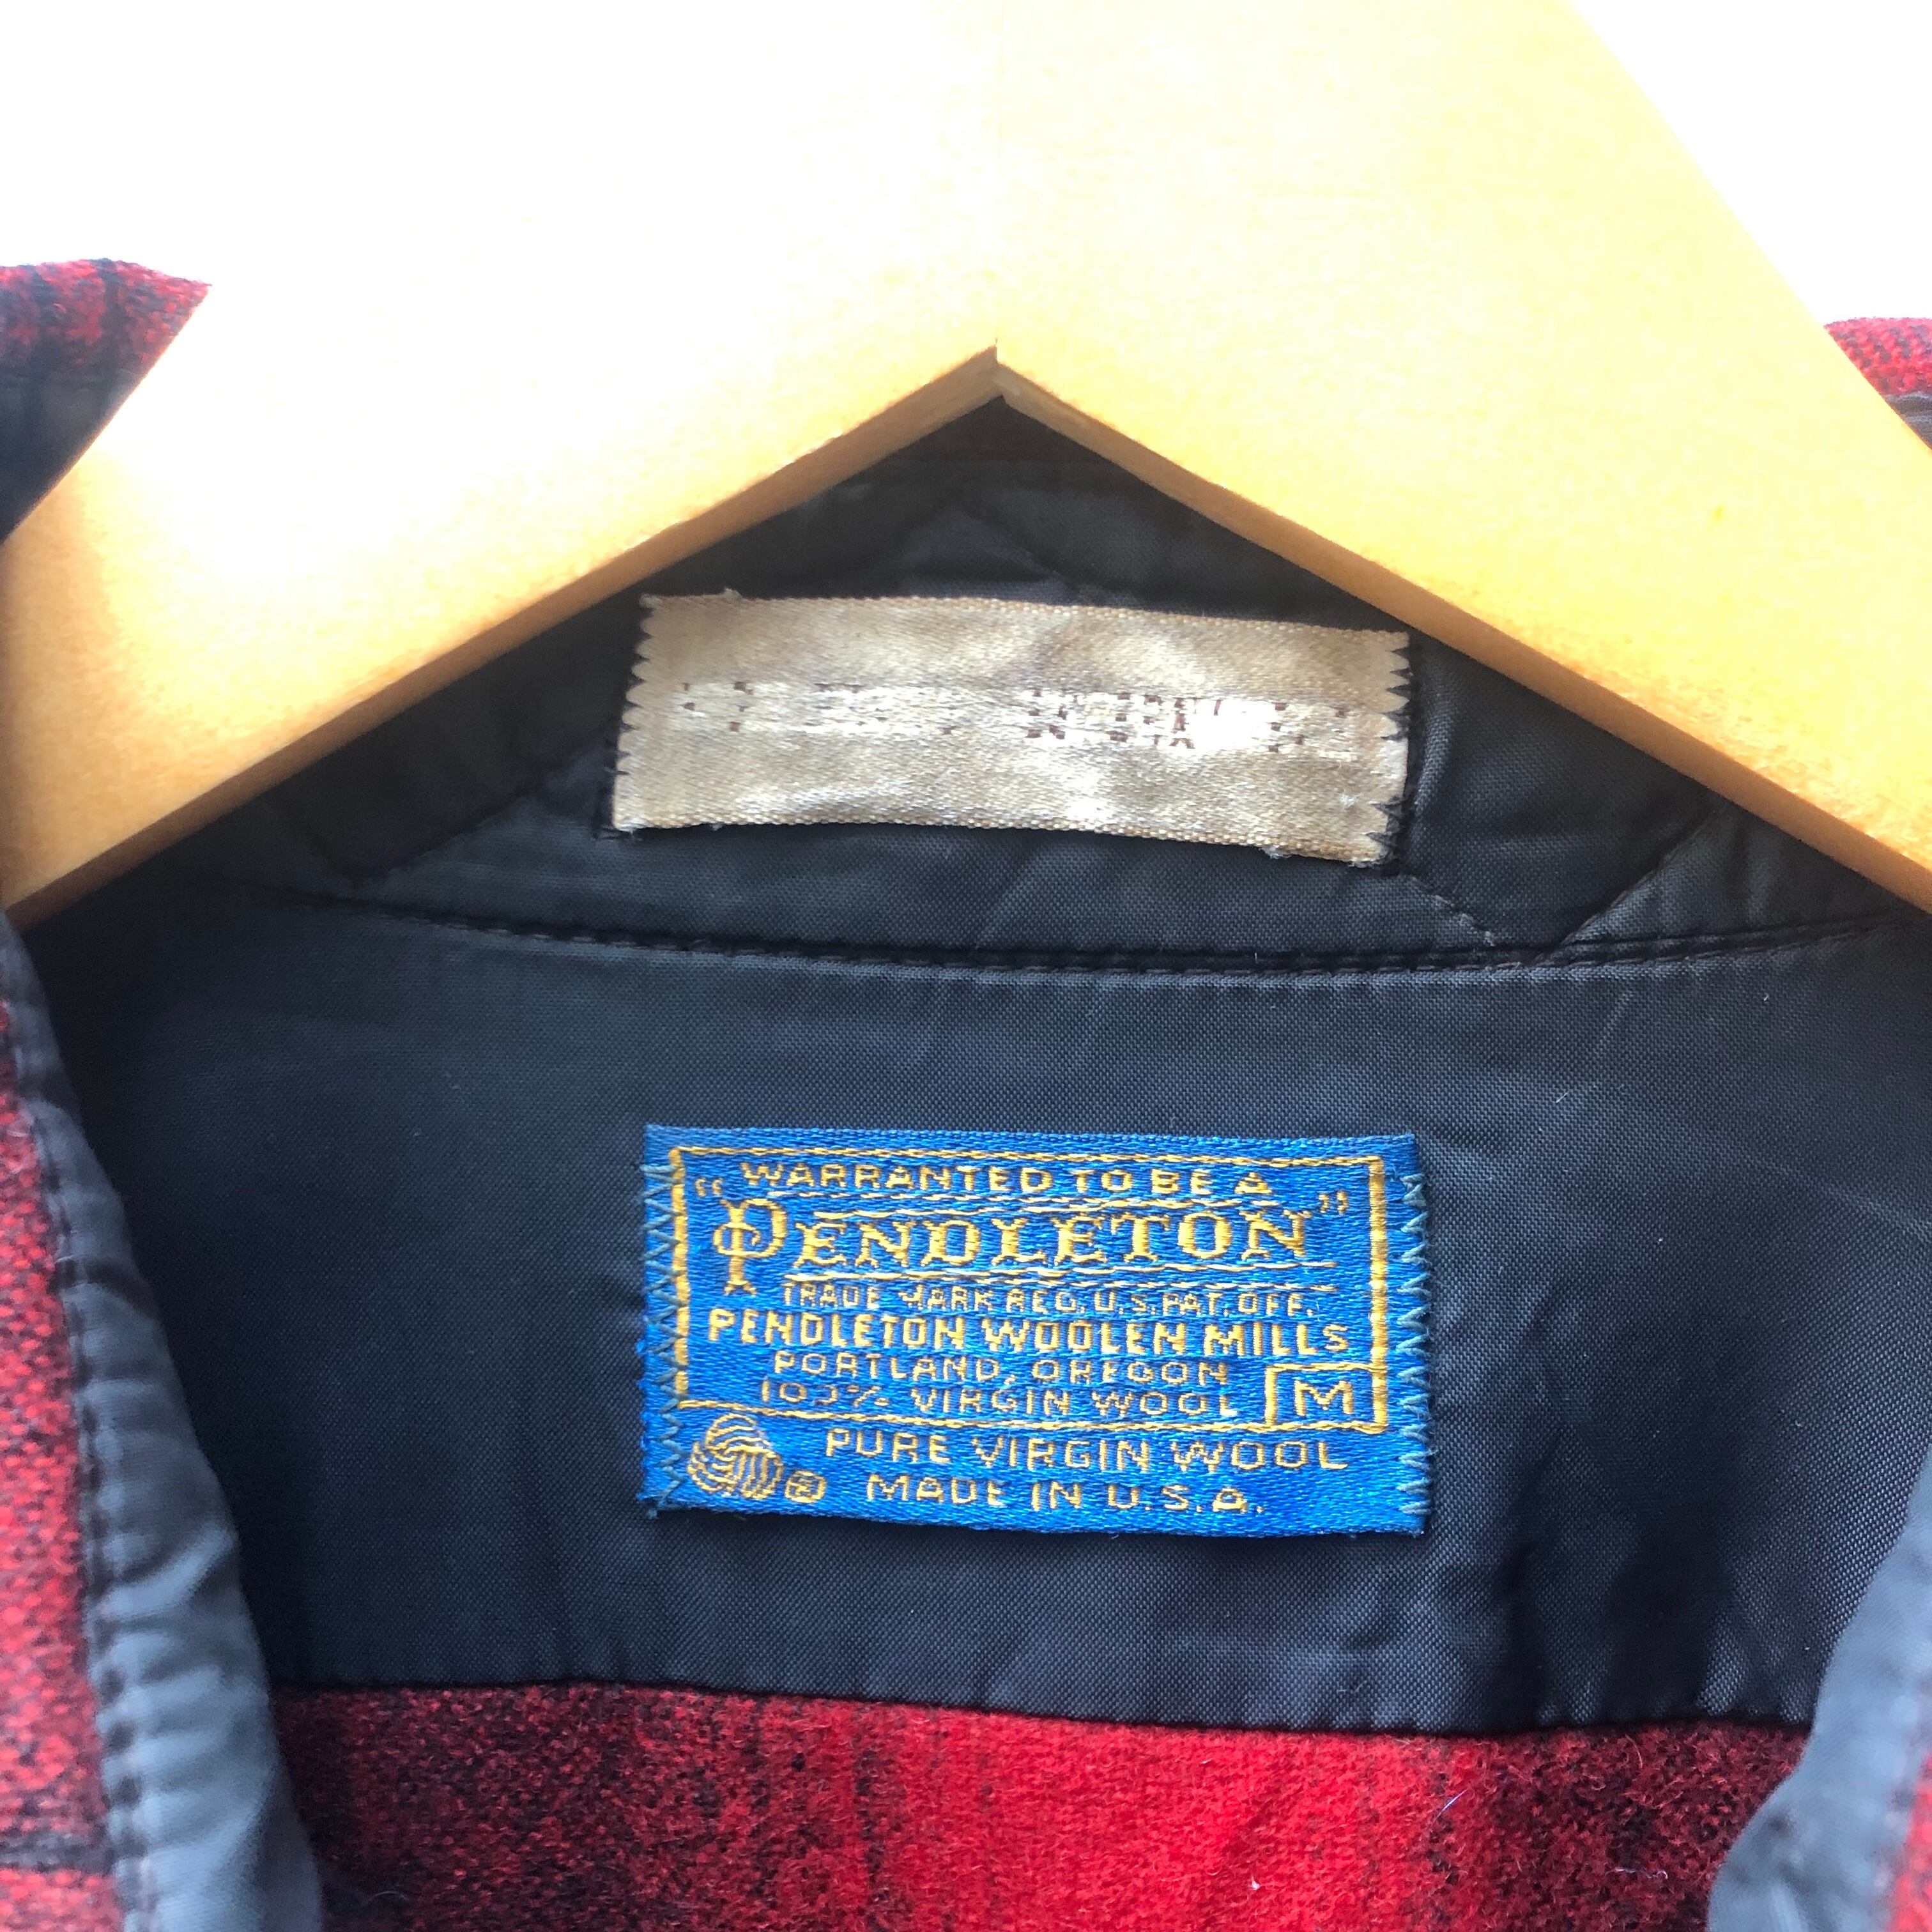 WARRANTED TO BE A
"PENDLETON"
TRADE MARK REG. U.S. PAT. OFF.
PENDLETON WOOLEN MILLS
PORTLAND, OREGON
100% VIRGIN WOOL M
PURE VIRGIN WOOL
® MADE IN U.S.A.